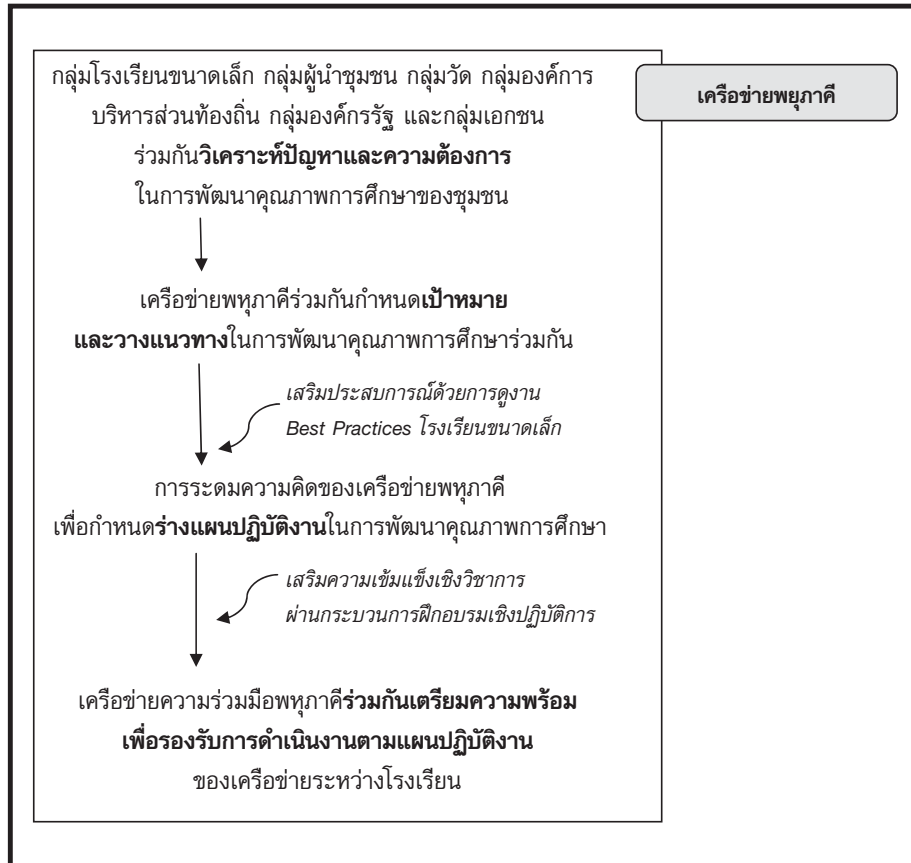 กลุ่มโรงเรียนขนาดเล็ก กลุ่มผู้นำชุมชน กลุ่มวัด กลุ่มองค์การ
บริหารส่วนท้องถิ่น กลุ่มองค์กรรัฐ และกลุ่มเอกชน
ร่วมกันวิเคราะห์ปัญหาและความต้องการ
ในการพัฒนาคุณภาพการศึกษาของชุมชน
เครือข่ายพยุภาคี
เครือข่ายพหุภาคีร่วมกันกำหนดเป้าหมาย
และวางแนวทางในการพัฒนาคุณภาพการศึกษาร่วมกัน
เสริมประสบการณ์ด้วยการดูงาน
Best Practices โรงเรียนขนาดเล็ก
การระดมความคิดของเครือข่ายพหุภาคี
เพื่อกำหนดร่างแผนปฏิบัติงานในการพัฒนาคุณภาพการศึกษา
เสริมความเข้มแข็งเชิงวิชาการ
ผ่านกระบวนการฝึกอบรมเชิงปฏิบัติการ
เครือข่ายความร่วมมือพหุภาคีร่วมกันเตรียมความพร้อม
เพื่อรองรับการดำเนินงานตามแผนปฏิบัติงาน
ของเครือข่ายระหว่างโรงเรียน